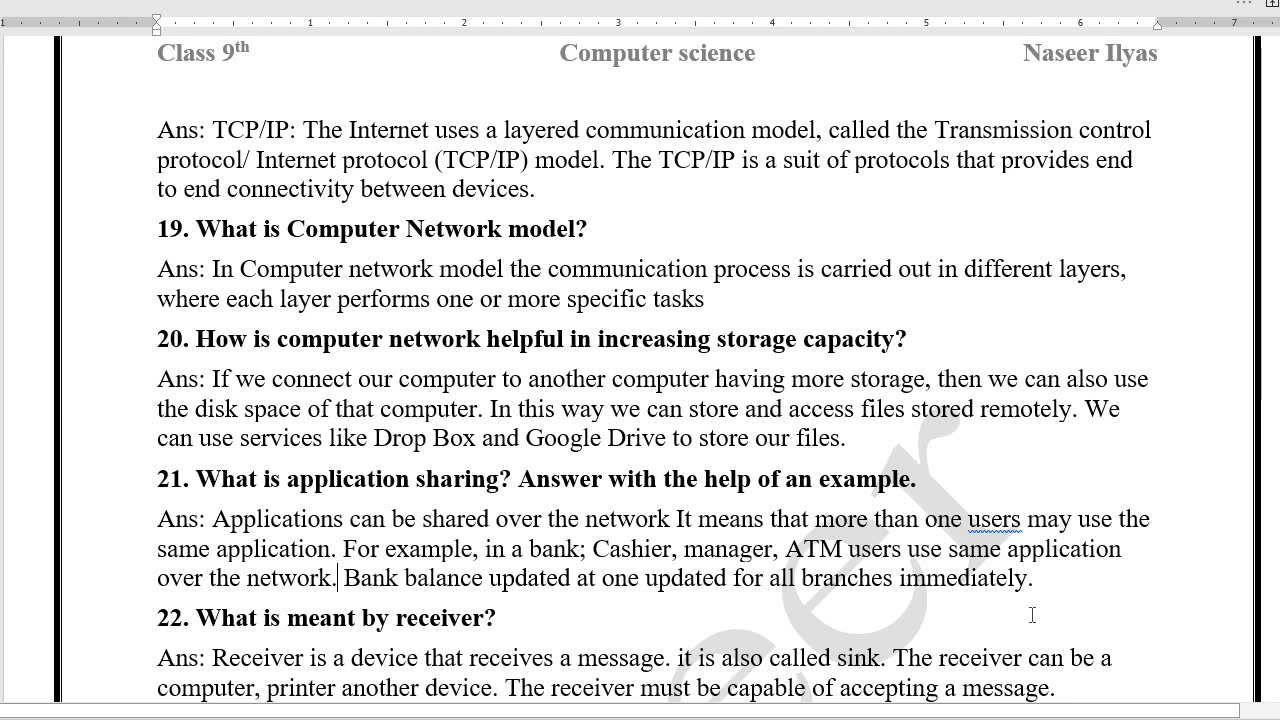 1 1 2 3 4 5 6 7
Class 9th Computer science Naseer Ilyas
Ans: TCP/IP: The Internet uses a layered communication model, called the Transmission control
protocol/ Internet protocol (TCP/IP) model. The TCP/IP is a suit of protocols that provides end
to end connectivity between devices.
19. What is Computer Network model?
Ans: In Computer network model the communication process is carried out in different layers,
where each layer performs one or more specific tasks
20. How is computer network helpful in increasing storage capacity?
Ans: If we connect our computer to another computer having more storage, then we can also use
the disk space of that computer. In this way we can store and access files stored remotely. We
can use services like Drop Box and Google Drive to store our files.
21. What is application sharing? Answer with the help of an example.
Ans: Applications can be shared over the network It means that more than one users may use the
same application. For example, in a bank; Cashier, manager, ATM users use same application
over the network. Bank balance updated at one updated for all branches immediately.
22. What is meant by receiver?
Ans: Receiver is a device that receives a message. it is also called sink. The receiver can be a
computer, printer another device. The receiver must be capable of accepting a message.
eer